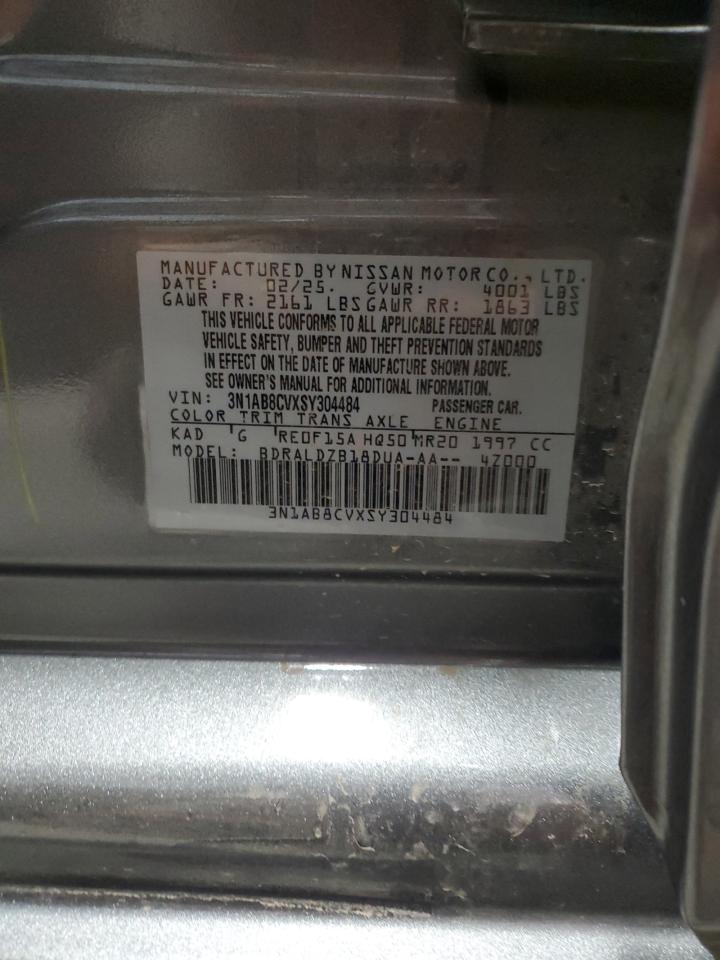 MANUFACTURED BY NISSAN MOTOR CO., LTD.
DATE: 02/25. GVWR: 4001 LBS
GAWR FR: 2161 LBS GAWR RR: 1863 LBS
THIS VEHICLE CONFORMS TO ALL APPLICABLE FEDERAL MOTOR
VEHICLE SAFETY, BUMPER AND THEFT PREVENTION STANDARDS
IN EFFECT ON THE DATE OF MANUFACTURE SHOWN ABOVE.
SEE OWNER'S MANUAL FOR ADDITIONAL INFORMATION.
VIN: 3N1AB8CVXSY304484 PASSENGER CAR.
COLOR TRIM TRANS AXLE ENGINE
KAD G RE0F15A HQ50 MR20 1997 CC
MODEL: BDRALDZB18DUA-AA-- 4Z000
3N1AB8CVXSY304484